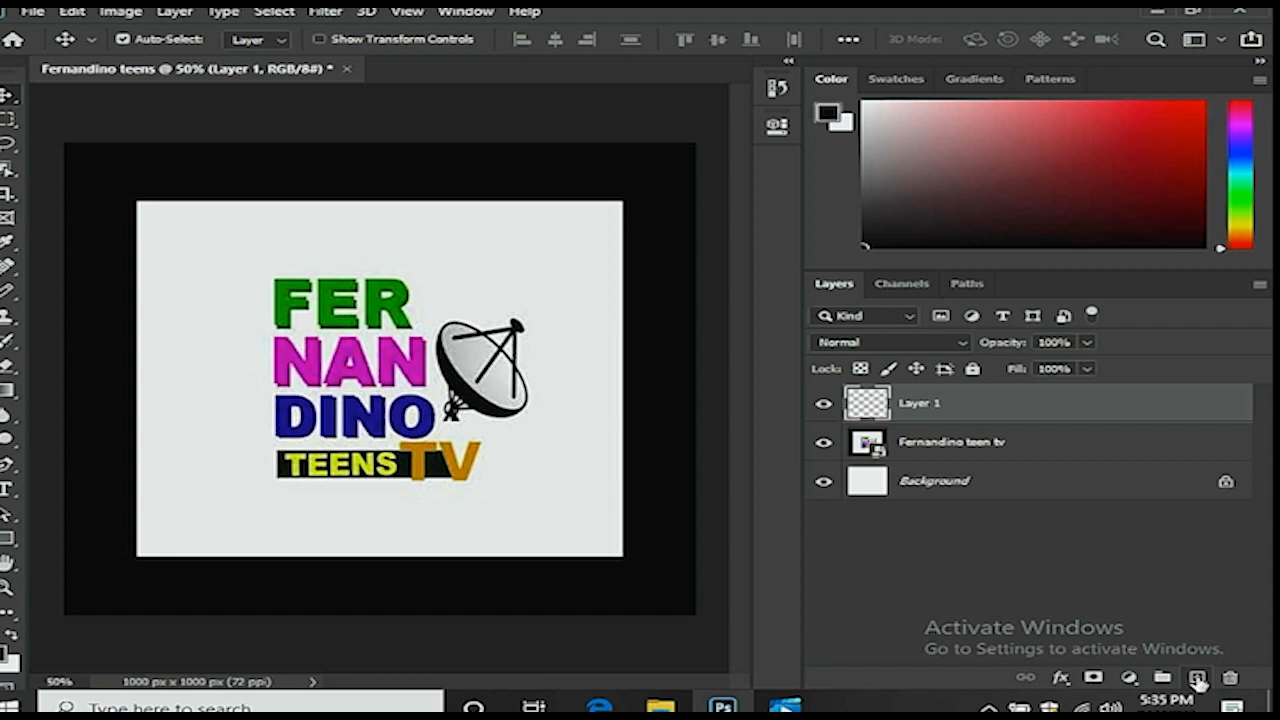 File Edit Image Layer Type Select Filter 3D View Window Help
Auto-Select: Layer Show Transform Controls 3D Mode:
Fernandino teens @ 50% (Layer 1, RGB/8#) *
Color Swatches Gradients Patterns
FER
NAN
DINO
TEENS TV
Layers Channels Paths
Kind
Normal Opacity: 100%
Lock: Fill: 100%
Layer 1
Fernandino teen tv
Background
Activate Windows
Go to Settings to activate Windows.
50% 1000 px x 1000 px (72 ppi)
Type here to search
Ps
5:35 PM